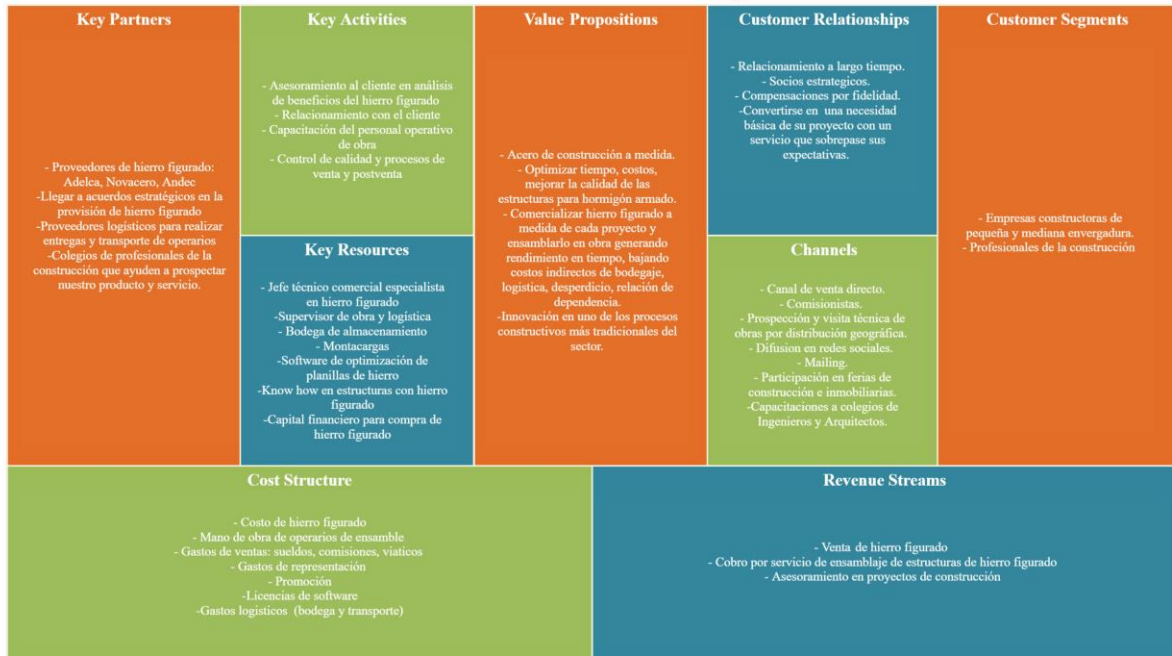 Key Partners
- Proveedores de hierro figurado:
Adelca, Novacero, Andec
-Llegar a acuerdos estratégicos en la
provisión de hierro figurado
-Proveedores logísticos para realizar
entregas y transporte de operarios
-Colegios de profesionales de la
construcción que ayuden a prospectar
nuestro producto y servicio.
Key Activities
- Asesoramiento al cliente en análisis
de beneficios del hierro figurado
- Relacionamiento con el cliente
- Capacitación del personal operativo
de obra
- Control de calidad y procesos de
venta y postventa
Key Resources
- Jefe técnico comercial especialista
en hierro figurado
-Supervisor de obra y logística
- Bodega de almacenamiento
- Montacargas
-Software de optimización de
planillas de hierro
-Know how en estructuras con hierro
figurado
-Capital financiero para compra de
hierro figurado
Value Propositions
- Acero de construcción a medida.
- Optimizar tiempo, costos,
mejorar la calidad de las
estructuras para hormigón armado.
- Comercializar hierro figurado a
medida de cada proyecto y
ensamblarlo en obra generando
rendimiento en tiempo, bajando
costos indirectos de bodegaje,
logistica, desperdicio, relación de
dependencia.
-Innovación en uno de los procesos
constructivos más tradicionales del
sector.
Customer Relationships
- Relacionamiento a largo tiempo.
- Socios estrategicos.
- Compensaciones por fidelidad.
-Convertirse en una necesidad
básica de su proyecto con un
servicio que sobrepase sus
expectativas.
Channels
- Canal de venta directo.
- Comisionistas.
- Prospección y visita técnica de
obras por distribución geográfica.
- Difusion en redes sociales.
- Mailing.
- Participación en ferias de
construcción e inmobiliarias.
-Capacitaciones a colegios de
Ingenieros y Arquitectos.
Customer Segments
- Empresas constructoras de
pequeña y mediana envergadura.
- Profesionales de la construcción
Cost Structure
- Costo de hierro figurado
- Mano de obra de operarios de ensamble
- Gastos de ventas: sueldos, comisiones, viaticos
- Gastos de representación
- Promoción
-Licencias de software
-Gastos logisticos (bodega y transporte)
Revenue Streams
- Venta de hierro figurado
- Cobro por servicio de ensamblaje de estructuras de hierro figurado
- Asesoramiento en proyectos de construcción